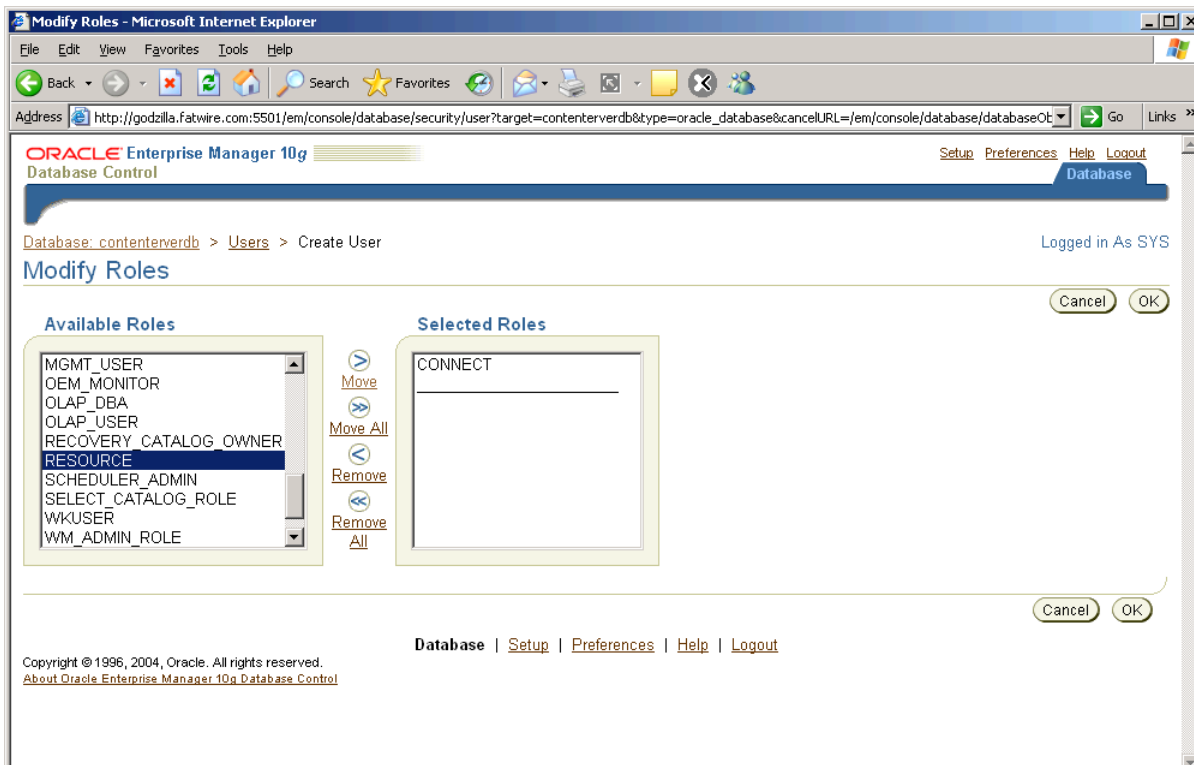 Modify Roles - Microsoft Internet Explorer
File Edit View Favorites Tools Help
Back Search Favorites
Address http://godzilla.fatwire.com:5501/em/console/database/security/user?target=contenterverdb&type=oracle_database&cancelURL=/em/console/database/databaseOb Go Links »
ORACLE Enterprise Manager 10g
Database Control
Setup Preferences Help Logout
Database
Database: contenterverdb > Users > Create User
Logged in As SYS
Modify Roles
Cancel OK
Available Roles
MGMT_USER
OEM_MONITOR
OLAP_DBA
OLAP_USER
RECOVERY_CATALOG_OWNER
RESOURCE
SCHEDULER_ADMIN
SELECT_CATALOG_ROLE
WKUSER
WM_ADMIN_ROLE
Move
Move All
Remove
Remove
All
Selected Roles
CONNECT
Cancel OK
Database | Setup | Preferences | Help | Logout
Copyright © 1996, 2004, Oracle. All rights reserved.
About Oracle Enterprise Manager 10g Database Control